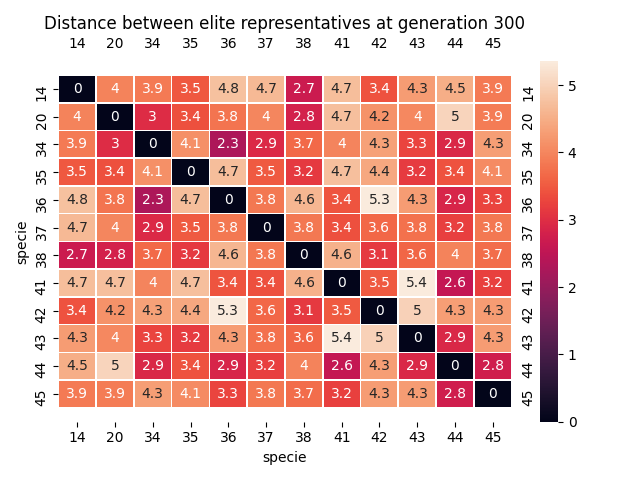 Distance between elite representatives at generation 300
14 20 34 35 36 37 38 41 42 43 44 45
14 0 4 3.9 3.5 4.8 4.7 2.7 4.7 3.4 4.3 4.5 3.9 14
20 4 0 3 3.4 3.8 4 2.8 4.7 4.2 4 5 3.9 20
34 3.9 3 0 4.1 2.3 2.9 3.7 4 4.3 3.3 2.9 4.3 34
35 3.5 3.4 4.1 0 4.7 3.5 3.2 4.7 4.4 3.2 3.4 4.1 35
36 4.8 3.8 2.3 4.7 0 3.8 4.6 3.4 5.3 4.3 2.9 3.3 36
37 4.7 4 2.9 3.5 3.8 0 3.8 3.4 3.6 3.8 3.2 3.8 37
38 2.7 2.8 3.7 3.2 4.6 3.8 0 4.6 3.1 3.6 4 3.7 38
41 4.7 4.7 4 4.7 3.4 3.4 4.6 0 3.5 5.4 2.6 3.2 41
42 3.4 4.2 4.3 4.4 5.3 3.6 3.1 3.5 0 5 4.3 4.3 42
43 4.3 4 3.3 3.2 4.3 3.8 3.6 5.4 5 0 2.9 4.3 43
44 4.5 5 2.9 3.4 2.9 3.2 4 2.6 4.3 2.9 0 2.8 44
45 3.9 3.9 4.3 4.1 3.3 3.8 3.7 3.2 4.3 4.3 2.8 0 45
14 20 34 35 36 37 38 41 42 43 44 45
specie
specie
5
4
3
2
1
0